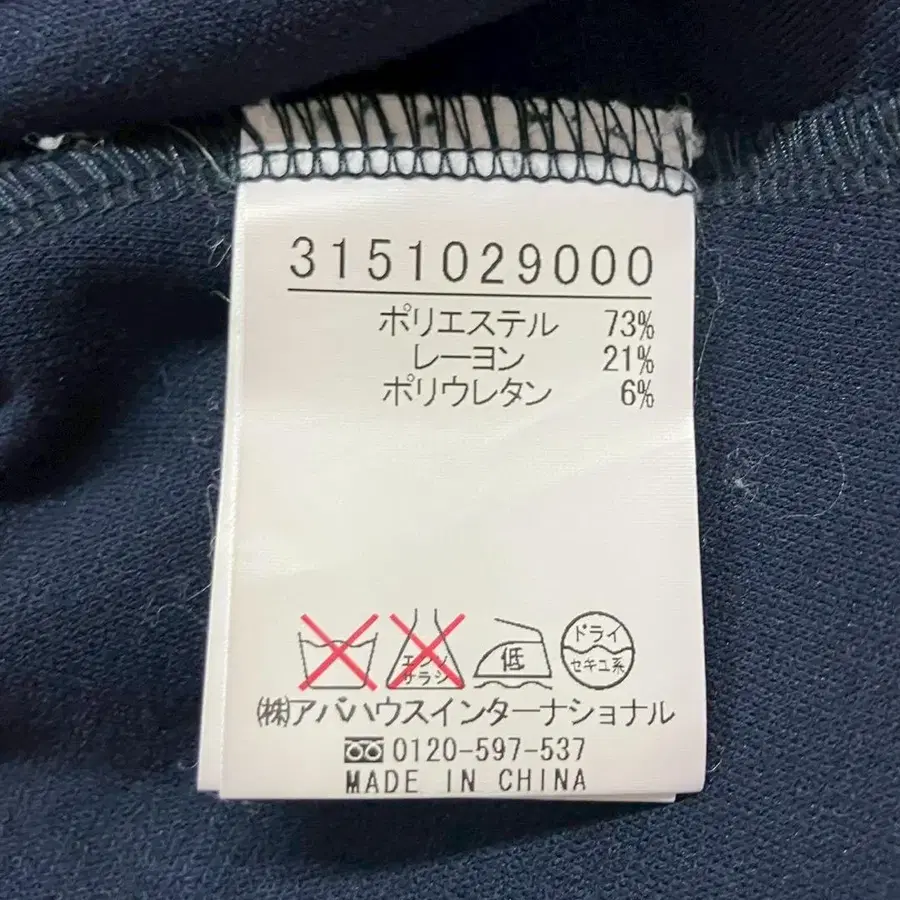 3151029000
ポリエステル 73%
レーヨン 21%
ポリウレタン 6%
エンソ
サラシ
低
ドライ
セキユ系
㈱アバハウスインターナショナル
0120-597-537
MADE IN CHINA